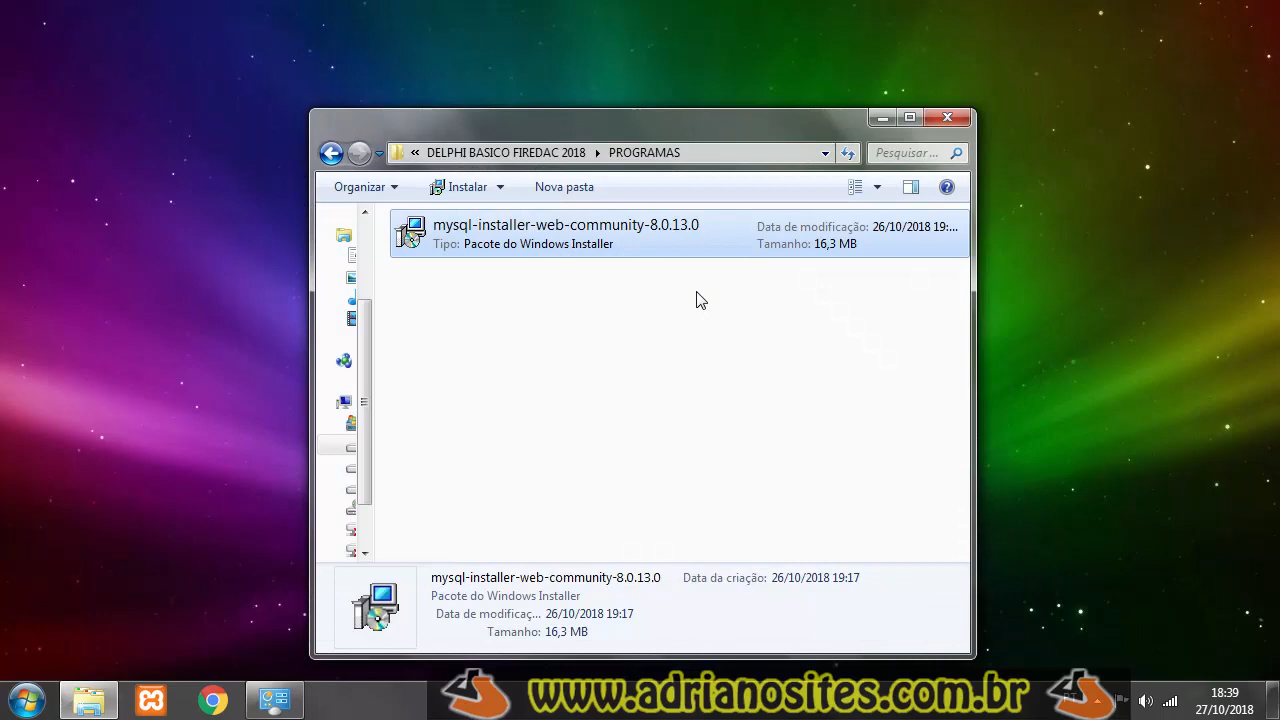 DELPHI BASICO FIREDAC 2018
PROGRAMAS
Pesquisar ...
Organizar
Instalar
Nova pasta
mysql-installer-web-community-8.0.13.0
Data de modificação: 26/10/2018 19:...
Tipo: Pacote do Windows Installer
Tamanho: 16,3 MB
mysql-installer-web-community-8.0.13.0
Data da criação: 26/10/2018 19:17
Pacote do Windows Installer
Data de modificaç... 26/10/2018 19:17
Tamanho: 16,3 MB
www.adrianosites.com.br
PT
18:39
27/10/2018